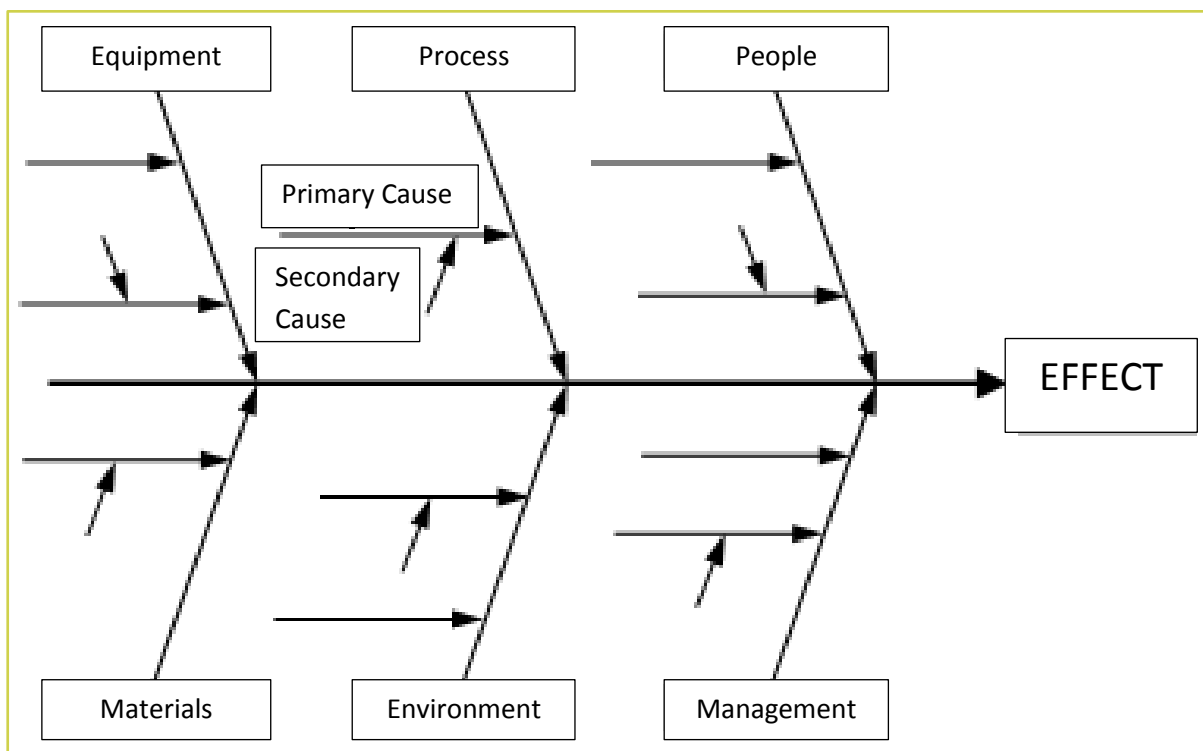 Equipment
Process
People
Primary Cause
Secondary
Cause
EFFECT
Materials
Environment
Management